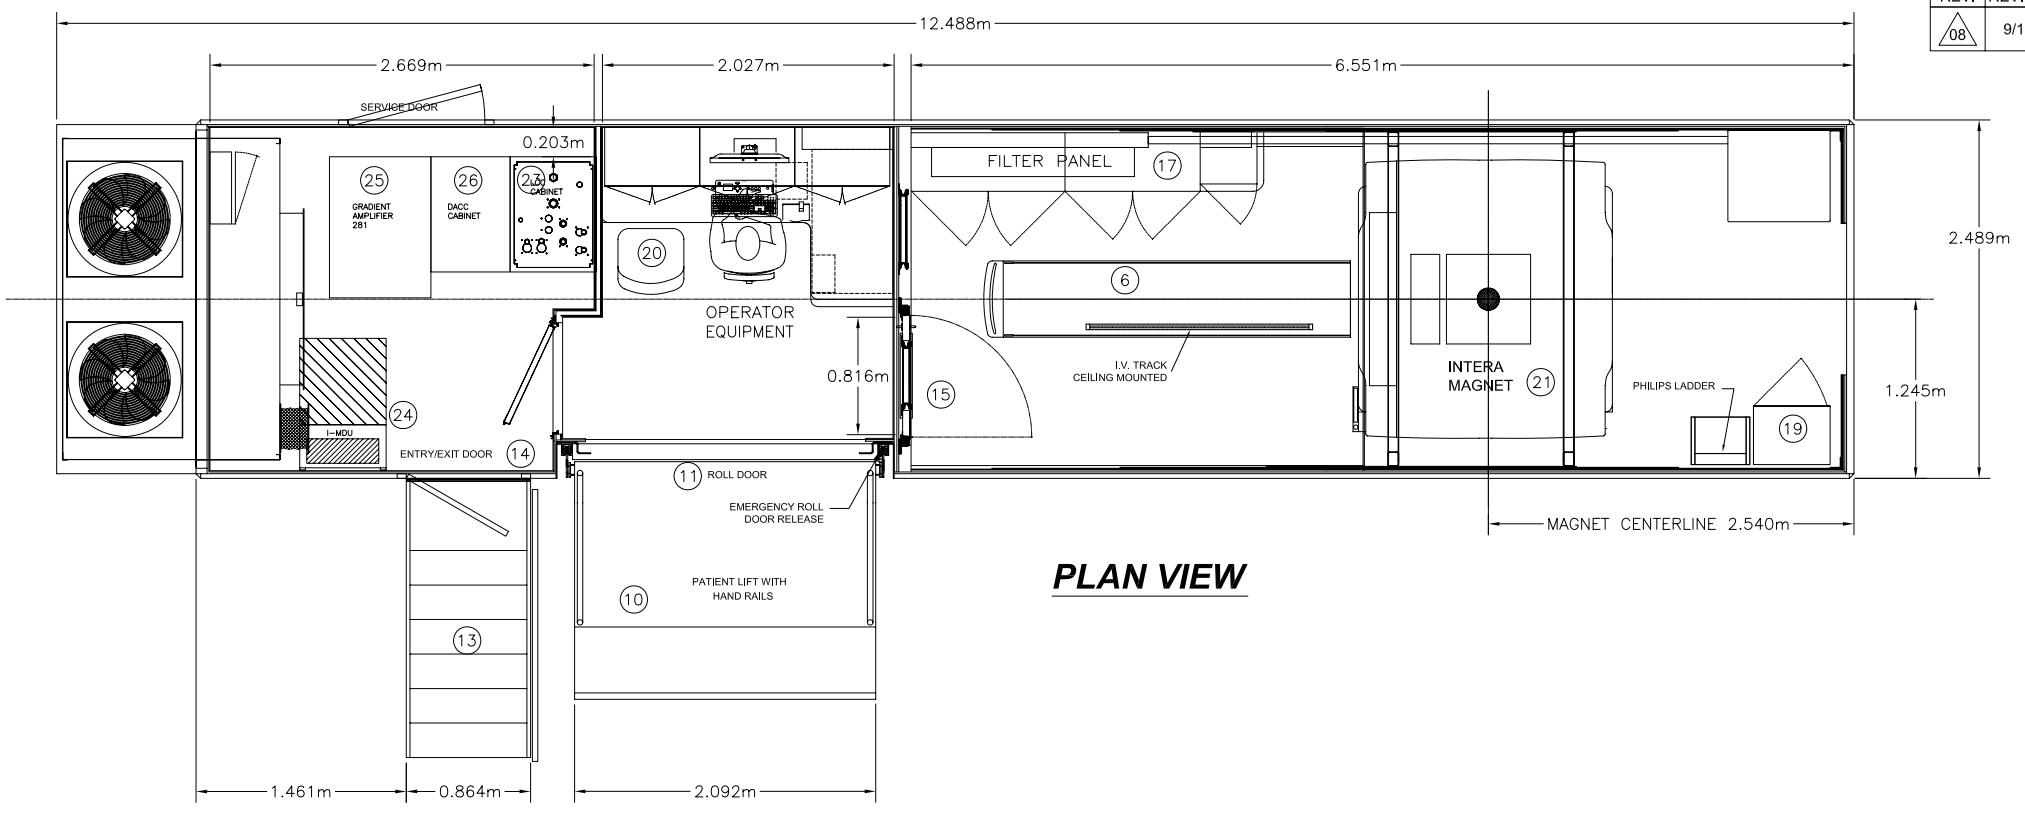 12.488m
08
9/1
2.669m
2.027m
6.551m
SERVICE DOOR
0.203m
25
GRADIENT
AMPLIFIER
281
26
DACC
CABINET
23
CABINET
FILTER PANEL
17
2.489m
20
OPERATOR
EQUIPMENT
6
I.V. TRACK
CEILING MOUNTED
0.816m
15
INTERA
MAGNET
21
PHILIPS LADDER
19
1.245m
24
I-MDU
ENTRY/EXIT DOOR
14
11
ROLL DOOR
EMERGENCY ROLL
DOOR RELEASE
MAGNET CENTERLINE 2.540m
PLAN VIEW
PATIENT LIFT WITH
HAND RAILS
10
13
1.461m
0.864m
2.092m